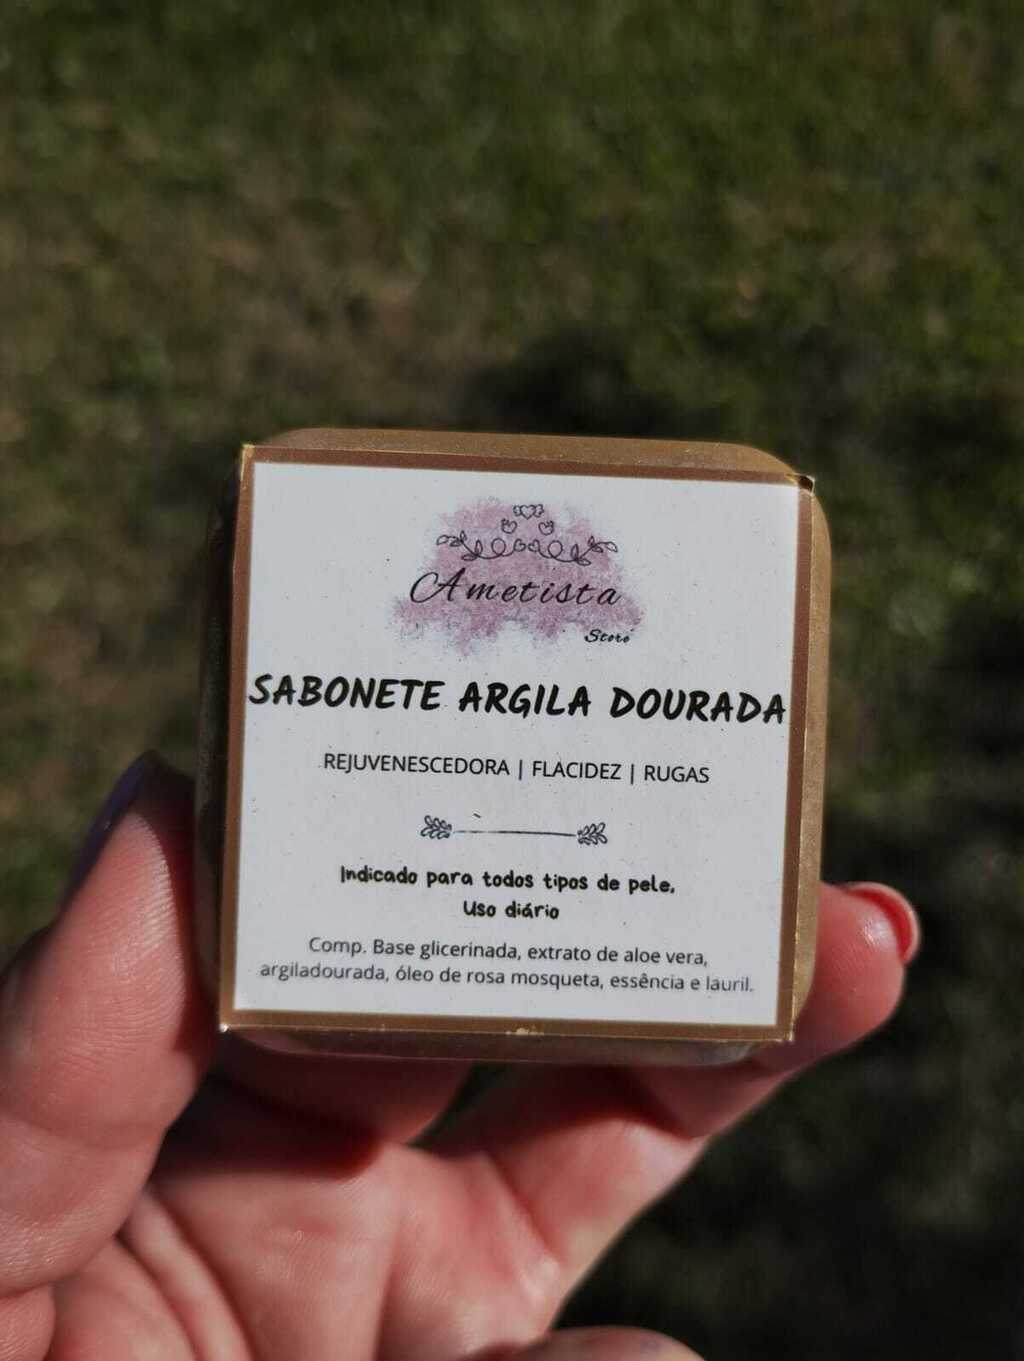 Ametista
Store
SABONETE ARGILA DOURADA
REJUVENESCEDORA | FLACIDEZ | RUGAS
Indicado para todos tipos de pele,
Uso diário
Comp. Base glicerinada, extrato de aloe vera,
argiladourada, óleo de rosa mosqueta, essência e lauril.